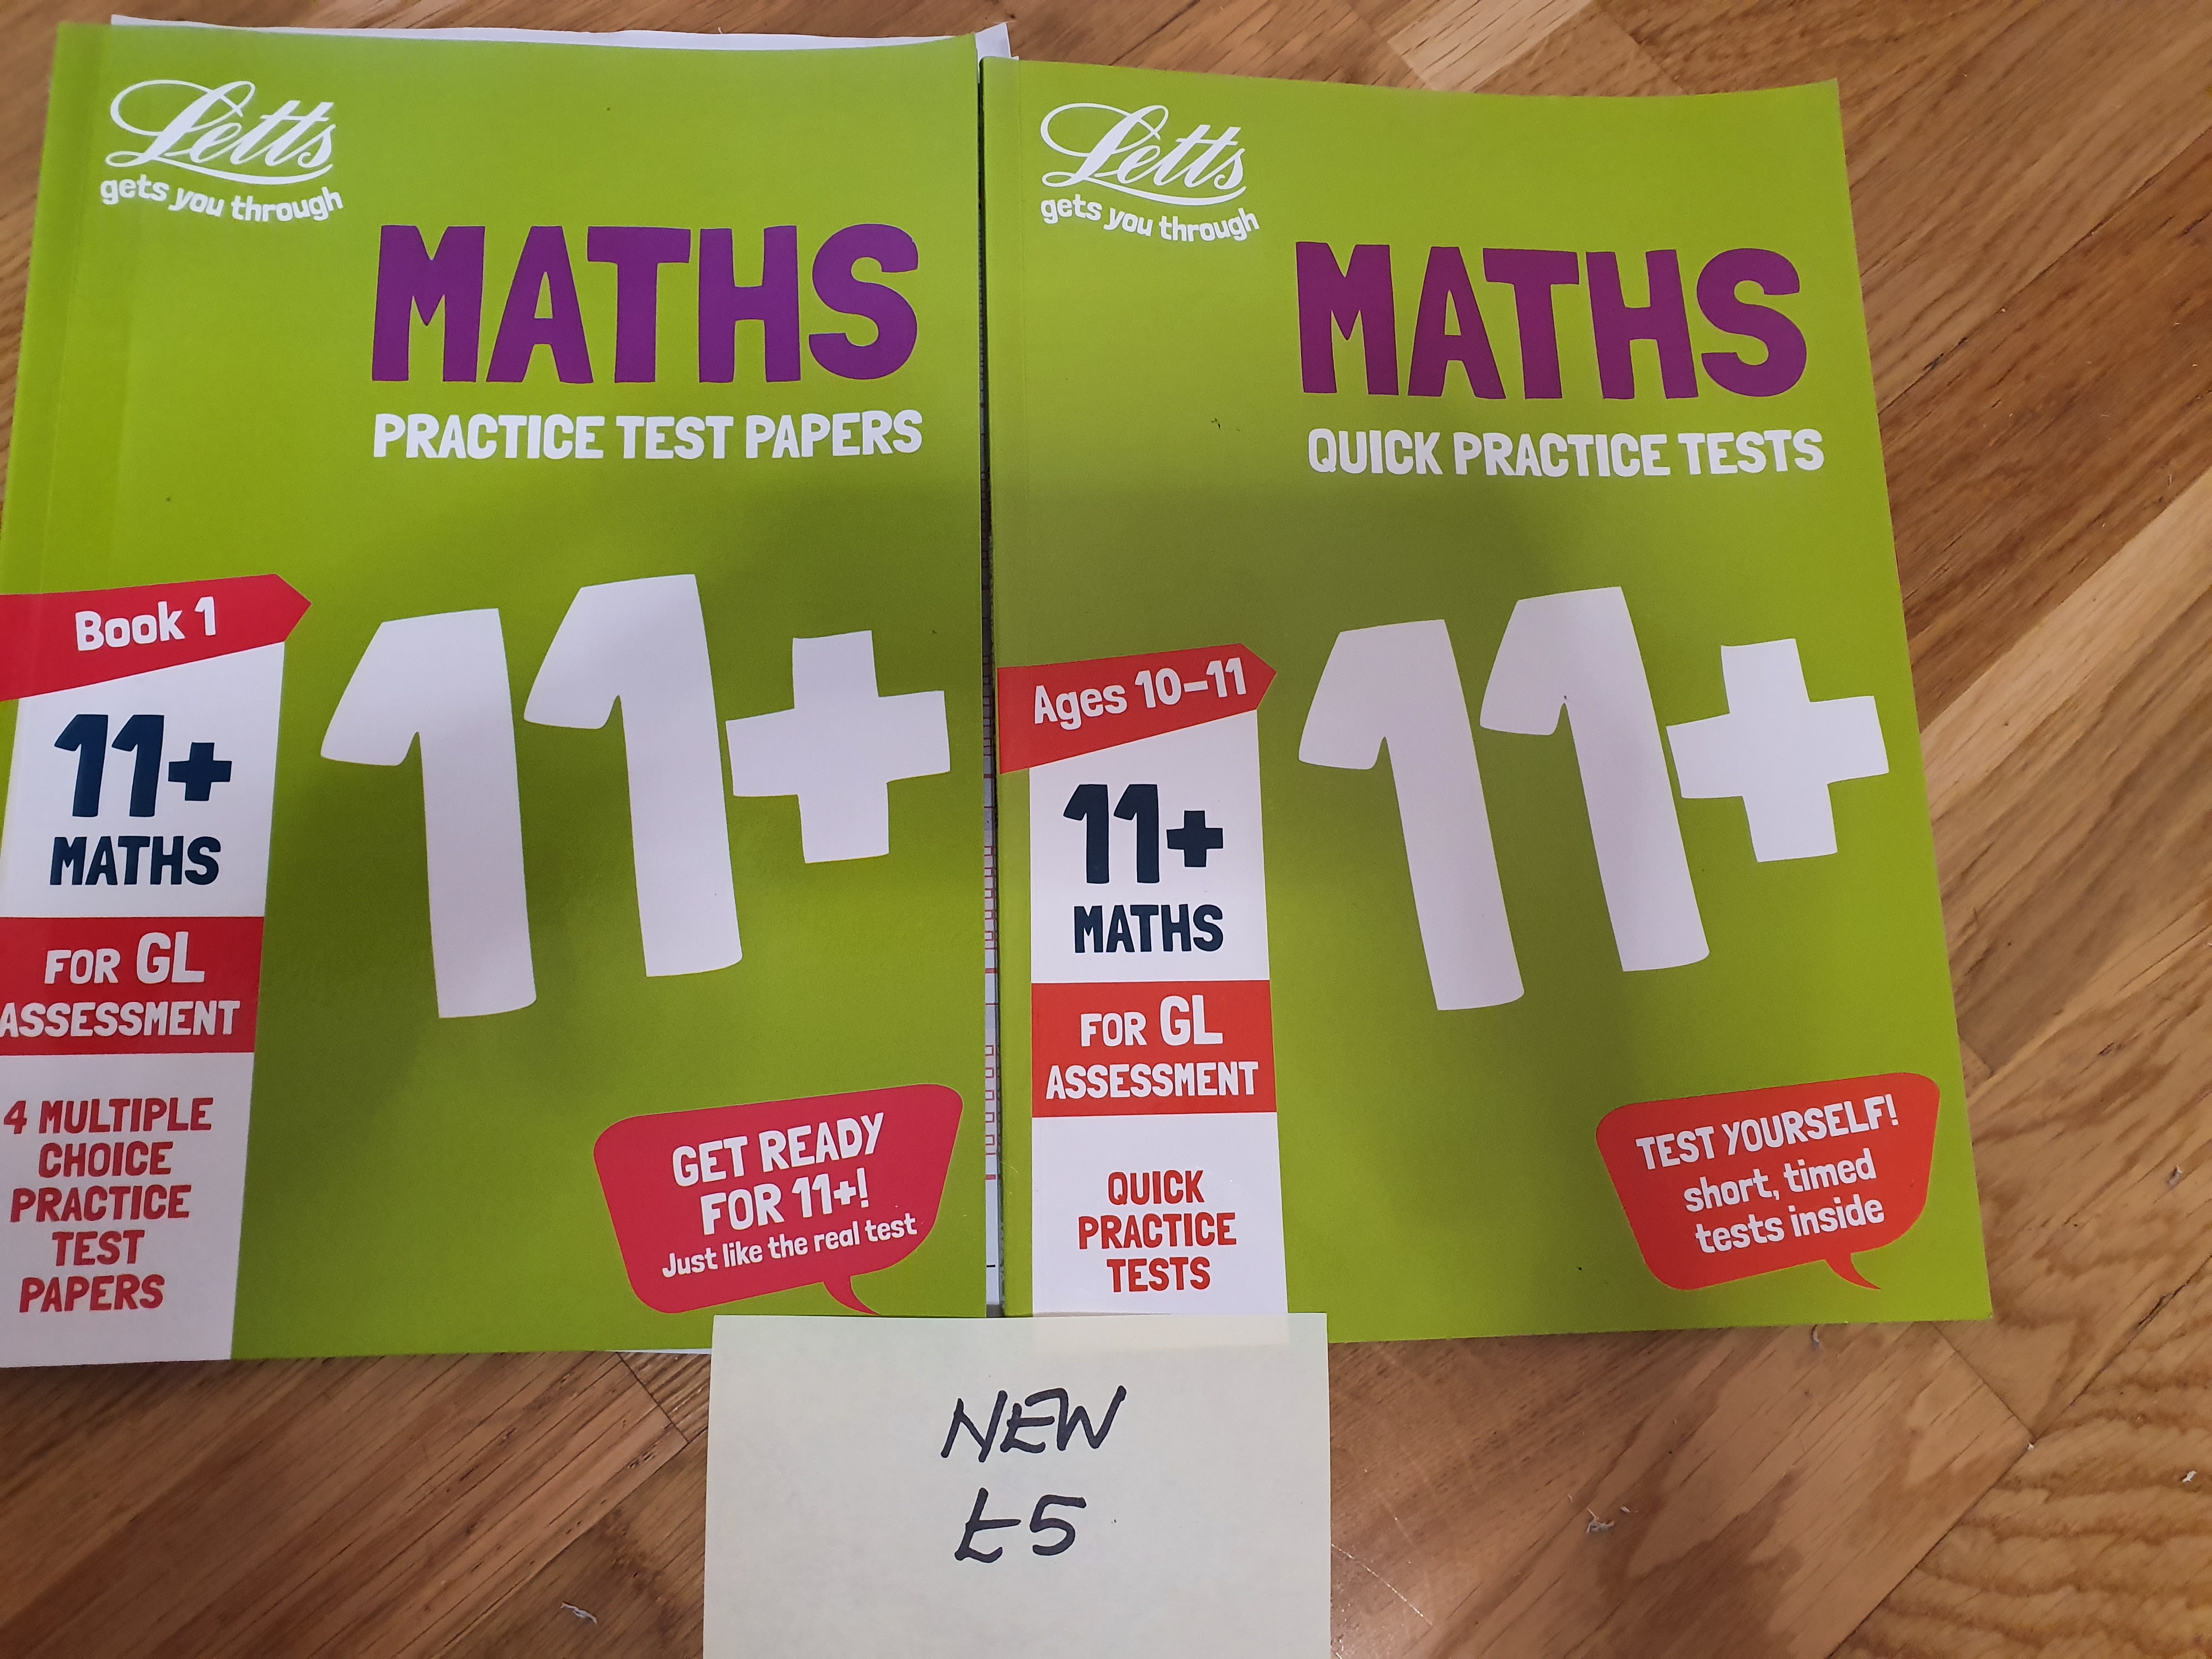 Letts
gets you through
MATHS
PRACTICE TEST PAPERS
Book 1
11+
MATHS
FOR GL
ASSESSMENT
4 MULTIPLE
CHOICE
PRACTICE
TEST
PAPERS
11+
GET READY
FOR 11+!
Just like the real test
Letts
gets you through
MATHS
QUICK PRACTICE TESTS
Ages 10–11
11+
MATHS
FOR GL
ASSESSMENT
QUICK
PRACTICE
TESTS
11+
TEST YOURSELF!
short, timed
tests inside
NEW
£5